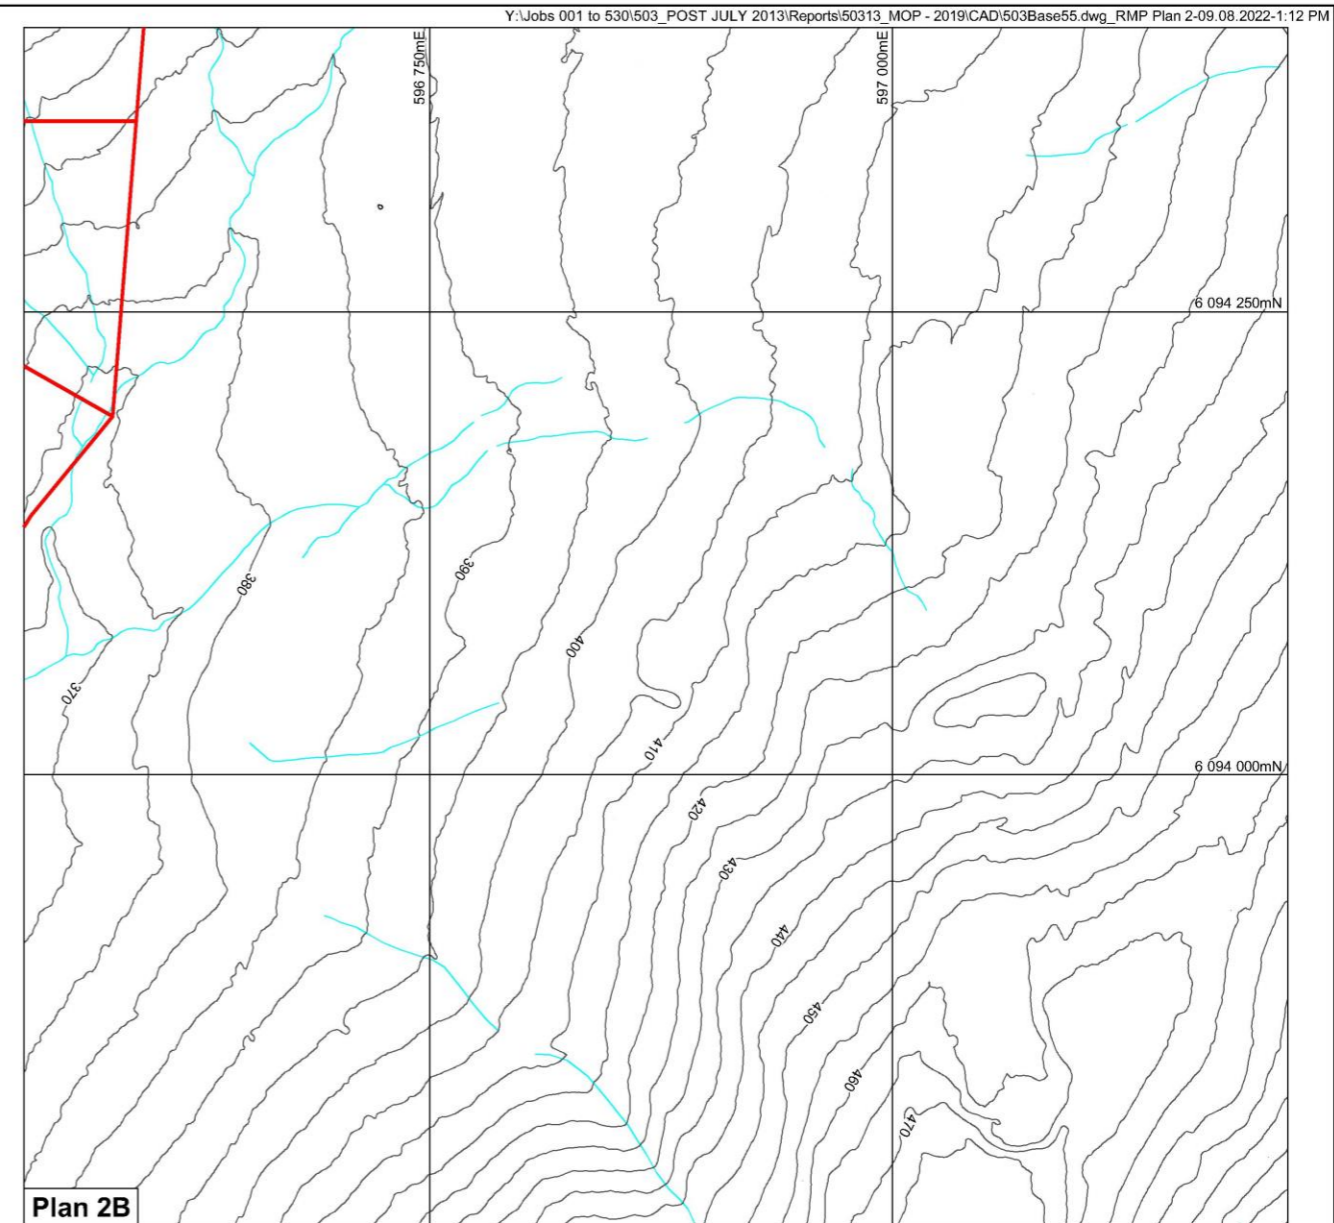 Y:\Jobs 001 to 530\503_POST JULY 2013\Reports\50313_MOP - 2019\CAD\503Base55.dwg_RMP Plan 2-09.08.2022-1:12 PM
596 750mE
597 000mE
6 094 250mN
390
380
400
370
410
6 094 000mN
420
430
440
450
460
470
Plan 2B